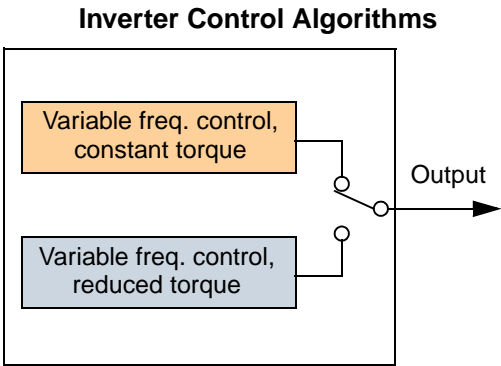 Inverter Control Algorithms
Variable freq. control,
constant torque
Output
Variable freq. control,
reduced torque